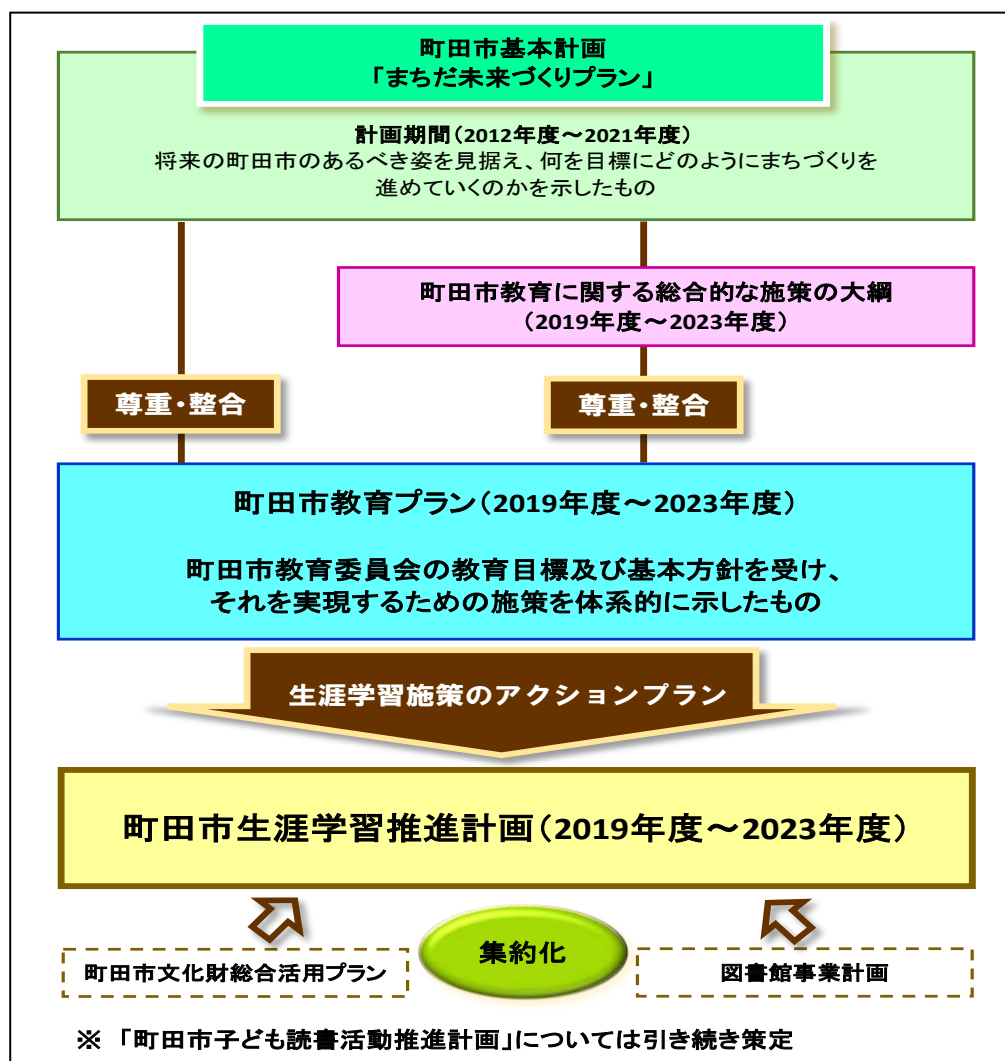 町田市基本計画
「まちだ未来づくりプラン」
計画期間（2012年度～2021年度）
将来の町田市のあるべき姿を見据え、何を目標にどのようにまちづくりを
進めていくのかを示したもの
町田市教育に関する総合的な施策の大綱
（2019年度～2023年度）
尊重・整合
尊重・整合
町田市教育プラン（2019年度～2023年度）
町田市教育委員会の教育目標及び基本方針を受け、
それを実現するための施策を体系的に示したもの
生涯学習施策のアクションプラン
町田市生涯学習推進計画（2019年度～2023年度）
集約化
町田市文化財総合活用プラン
図書館事業計画
※ 「町田市子ども読書活動推進計画」については引き続き策定